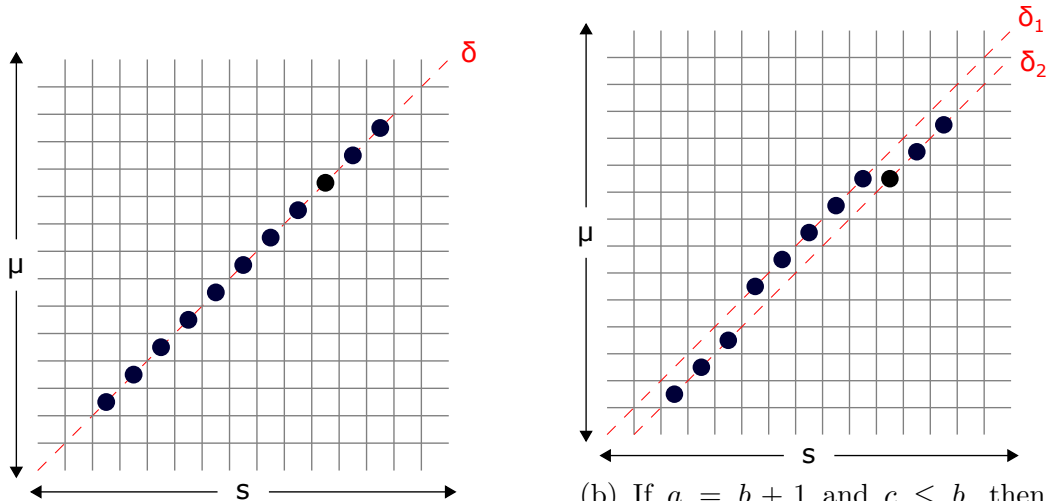 δ
μ
s
δ₁
δ₂
μ
s
(b) If a = b + 1 and c ≤ b, then